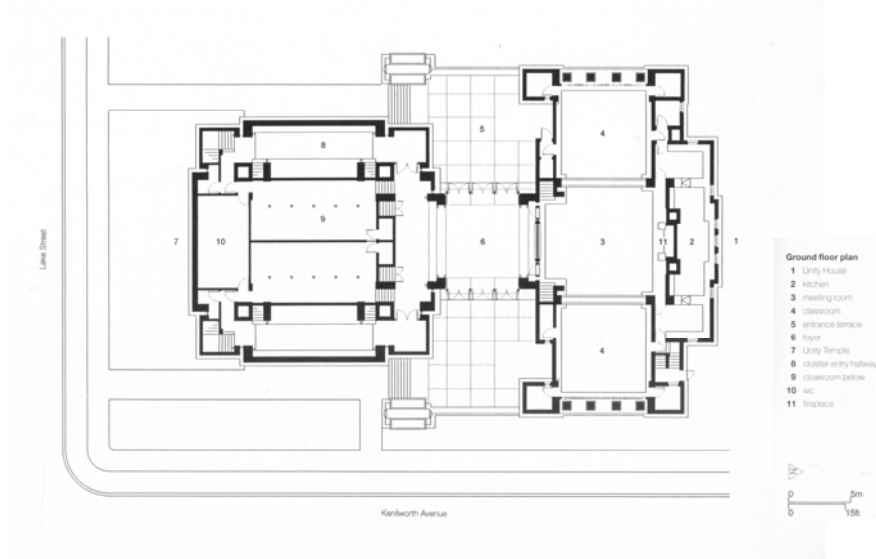 Lake Street
8
5
4
9
7
10
6
3
11
2
1
4
Kenilworth Avenue
Ground floor plan
1 Unity House
2 kitchen
3 meeting room
4 classroom
5 entrance terrace
6 foyer
7 Unity Temple
8 cloister entry hallway
9 cloakroom below
10 wc
11 fireplace
N
0 5m
0 15ft